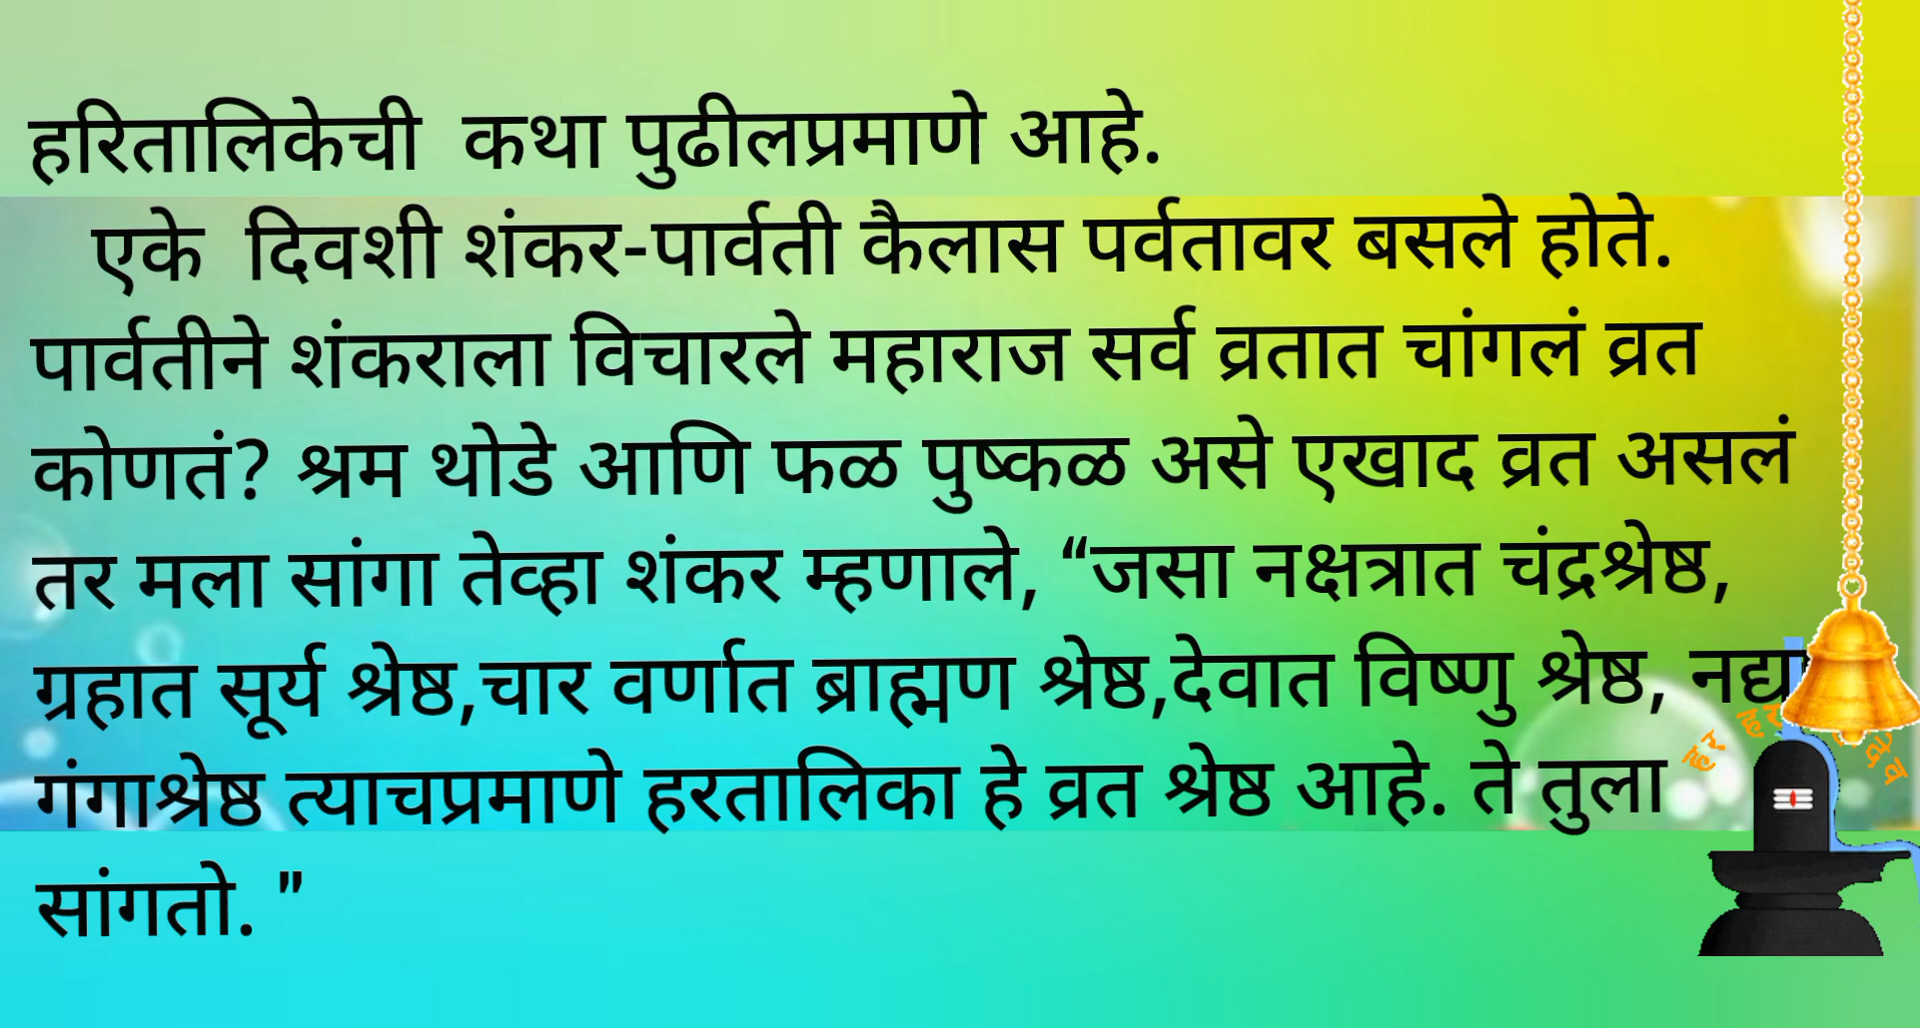 हरितालिकेची कथा पुढीलप्रमाणे आहे.
एके दिवशी शंकर-पार्वती कैलास पर्वतावर बसले होते.
पार्वतीने शंकराला विचारले महाराज सर्व व्रतात चांगलं व्रत
कोणतं? श्रम थोडे आणि फळ पुष्कळ असे एखाद व्रत असलं
तर मला सांगा तेव्हा शंकर म्हणाले, “जसा नक्षत्रात चंद्रश्रेष्ठ,
ग्रहात सूर्य श्रेष्ठ,चार वर्णात ब्राह्मण श्रेष्ठ,देवात विष्णु श्रेष्ठ,
गंगाश्रेष्ठ त्याचप्रमाणे हरतालिका हे व्रत श्रेष्ठ आहे. ते तुला
सांगतो. ”
हर हर देव